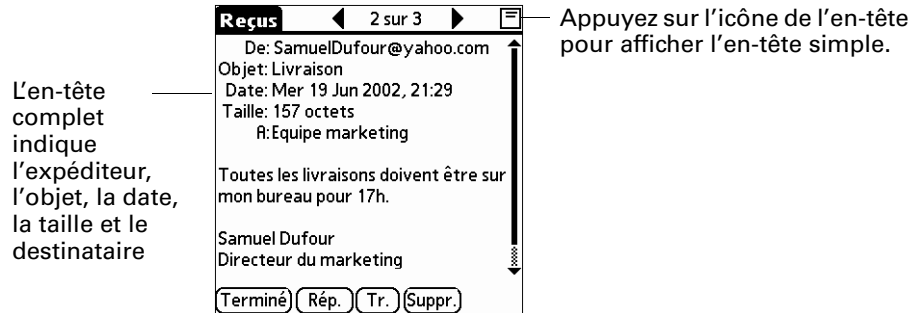 Reçus 2 sur 3
De: SamuelDufour@yahoo.com
Objet: Livraison
Date: Mer 19 Jun 2002, 21:29
Taille: 157 octets
A: Equipe marketing
Toutes les livraisons doivent être sur
mon bureau pour 17h.
Samuel Dufour
Directeur du marketing
Terminé Rép. Tr. Suppr.
L’en-tête
complet
indique
l’expéditeur,
l’objet, la date,
la taille et le
destinataire
Appuyez sur l’icône de l’en-tête
pour afficher l’en-tête simple.